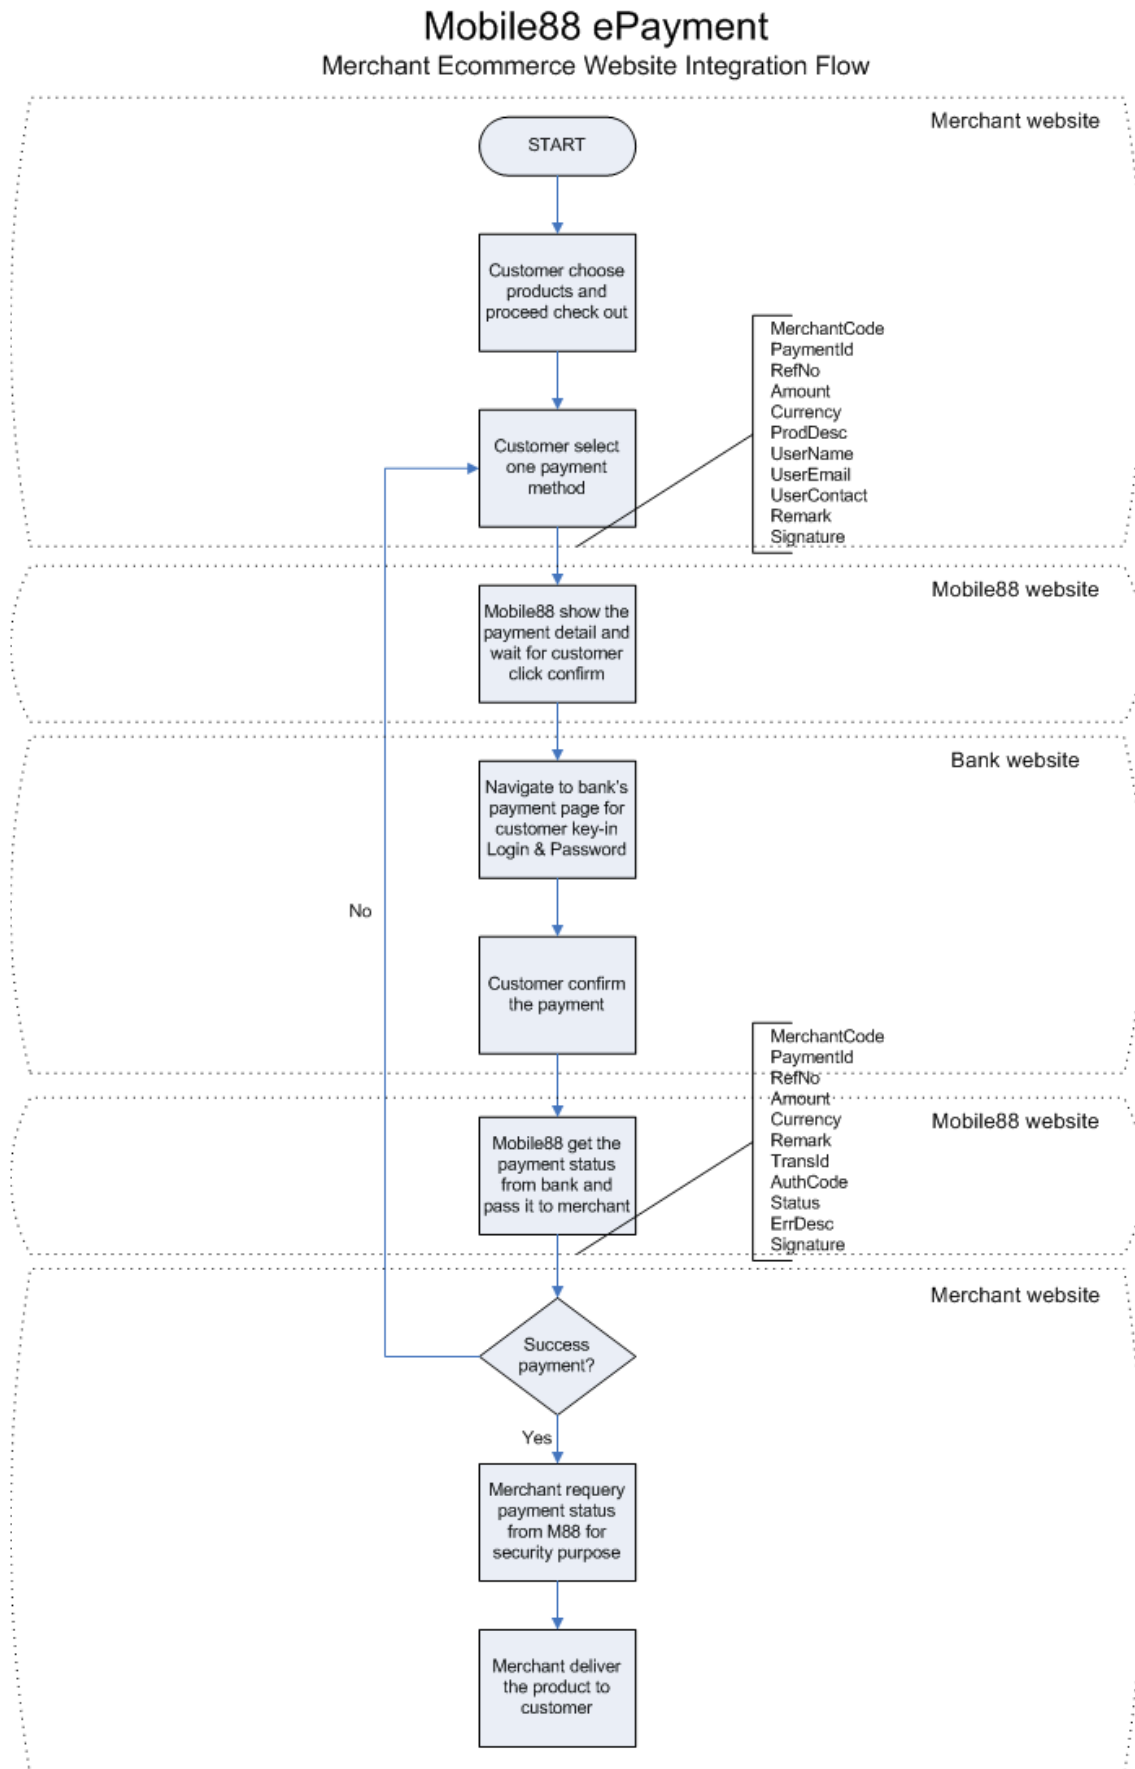 Mobile88 ePayment
Merchant Ecommerce Website Integration Flow
Merchant website
START
Customer choose
products and
proceed check out
MerchantCode
PaymentId
RefNo
Amount
Currency
ProdDesc
UserName
UserEmail
UserContact
Remark
Signature
Customer select
one payment
method
Mobile88 website
Mobile88 show the
payment detail and
wait for customer
click confirm
Bank website
Navigate to bank's
payment page for
customer key-in
Login & Password
No
Customer confirm
the payment
MerchantCode
PaymentId
RefNo
Amount
Currency
Remark
TransId
AuthCode
Status
ErrDesc
Signature
Mobile88 website
Mobile88 get the
payment status
from bank and
pass it to merchant
Merchant website
Success
payment?
Yes
Merchant requery
payment status
from M88 for
security purpose
Merchant deliver
the product to
customer